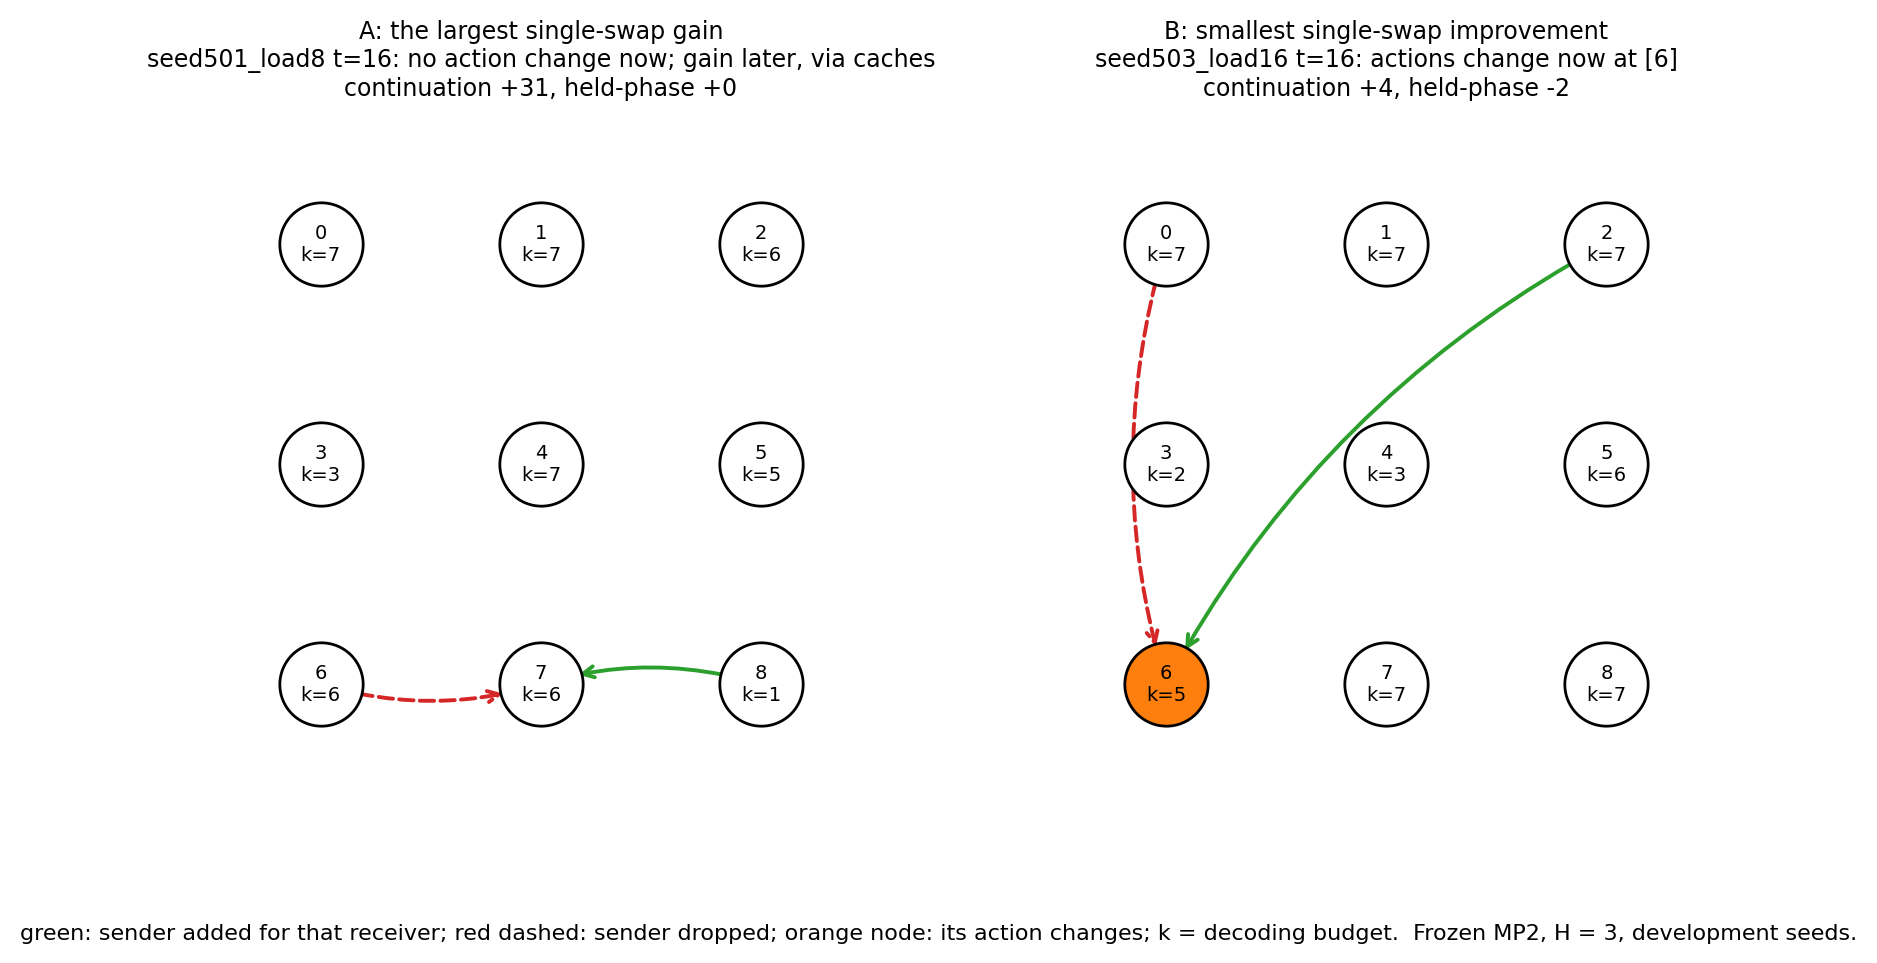 A: the largest single-swap gain
seed501_load8 t=16: no action change now; gain later, via caches
continuation +31, held-phase +0
0
k=7
1
k=7
2
k=6
3
k=3
4
k=7
5
k=5
6
k=6
7
k=6
8
k=1
B: smallest single-swap improvement
seed503_load16 t=16: actions change now at [6]
continuation +4, held-phase -2
0
k=7
1
k=7
2
k=7
3
k=2
4
k=3
5
k=6
6
k=5
7
k=7
8
k=7
green: sender added for that receiver; red dashed: sender dropped; orange node: its action changes; k = decoding budget.  Frozen MP2, H = 3, development seeds.